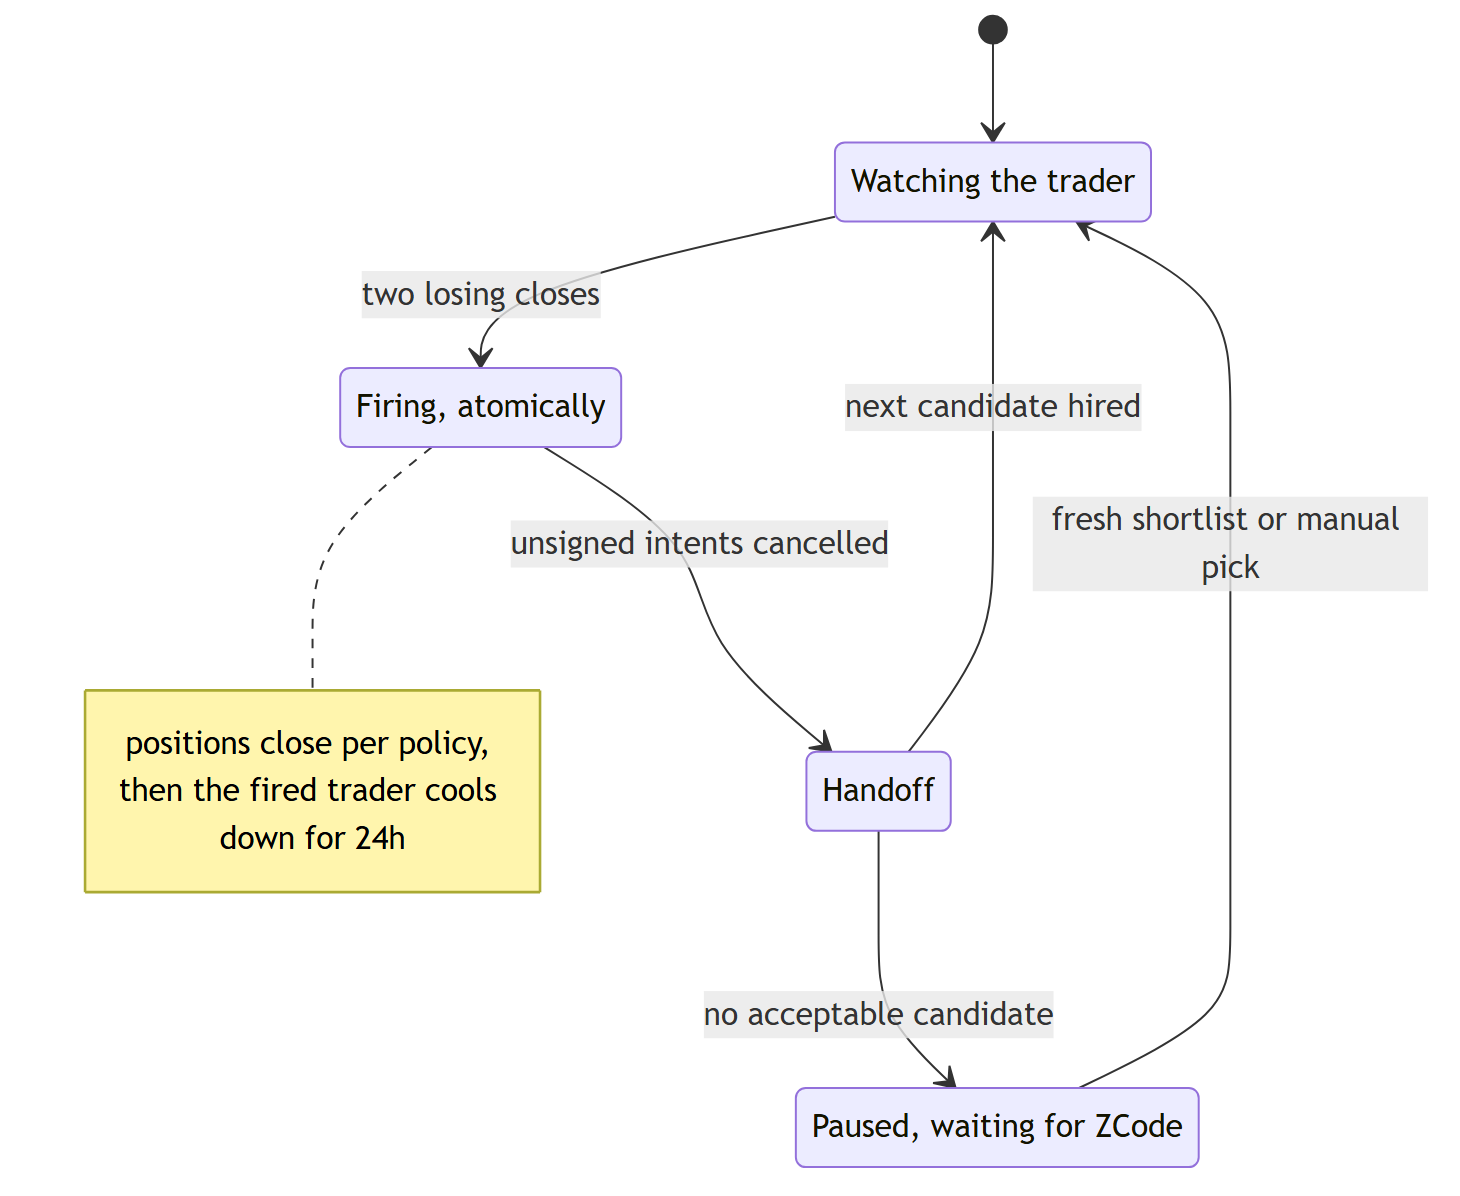 Watching the trader
two losing closes
Firing, atomically
next candidate hired
fresh shortlist or manual
pick
unsigned intents cancelled
positions close per policy,
then the fired trader cools
down for 24h
Handoff
no acceptable candidate
Paused, waiting for ZCode